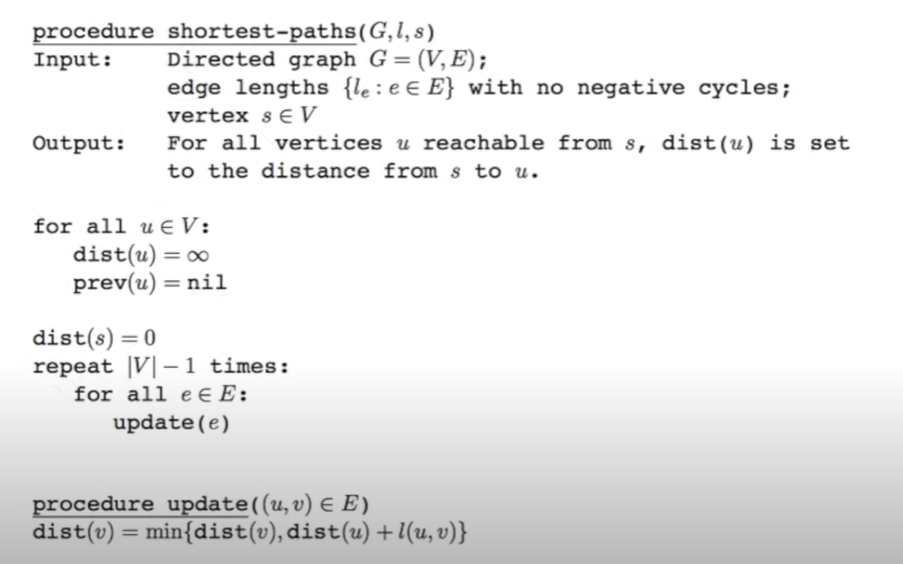 procedure shortest-paths(G, l, s)
Input: Directed graph G = (V, E);
edge lengths {lₑ : e ∈ E} with no negative cycles;
vertex s ∈ V
Output: For all vertices u reachable from s, dist(u) is set
to the distance from s to u.
for all u ∈ V:
dist(u) = ∞
prev(u) = nil
dist(s) = 0
repeat |V| − 1 times:
for all e ∈ E:
update(e)
procedure update((u, v) ∈ E)
dist(v) = min{dist(v), dist(u) + l(u, v)}